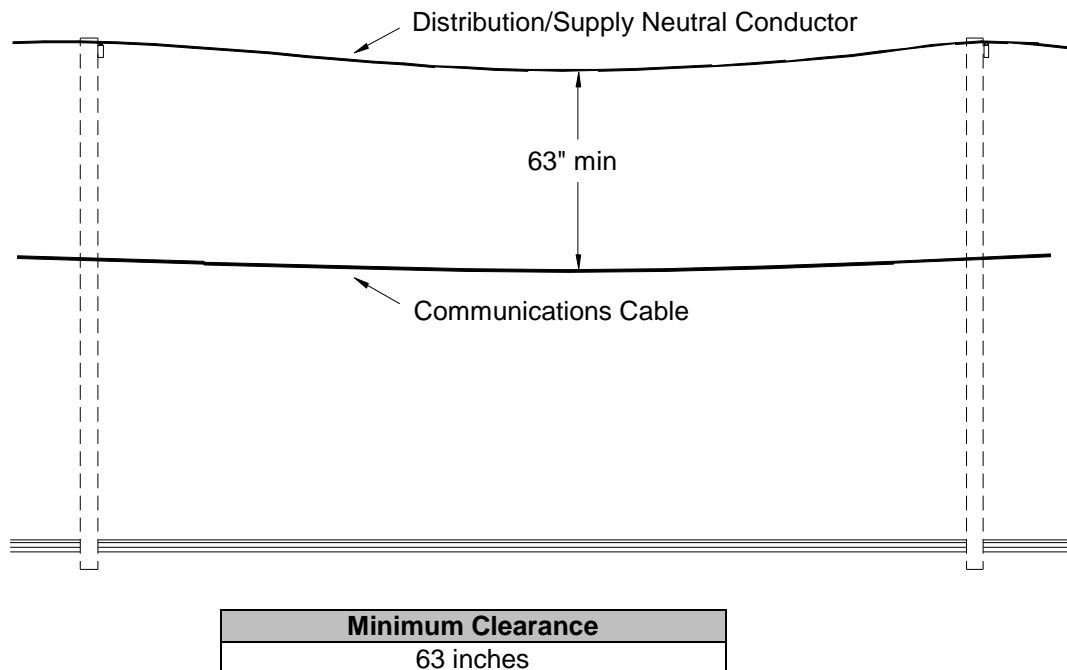 Distribution/Supply Neutral Conductor
63" min
Communications Cable
Minimum Clearance
63 inches